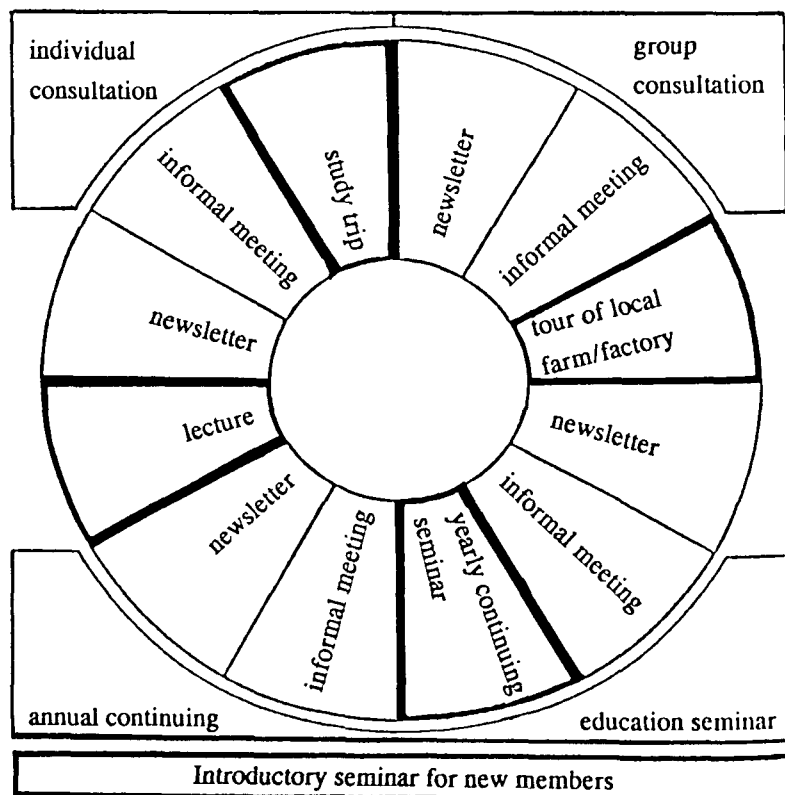 individual
consultation
group
consultation
newsletter
informal meeting
tour of local
farm/factory
newsletter
informal meeting
yearly continuing
seminar
informal meeting
newsletter
lecture
newsletter
informal meeting
study trip
annual continuing
education seminar
Introductory seminar for new members